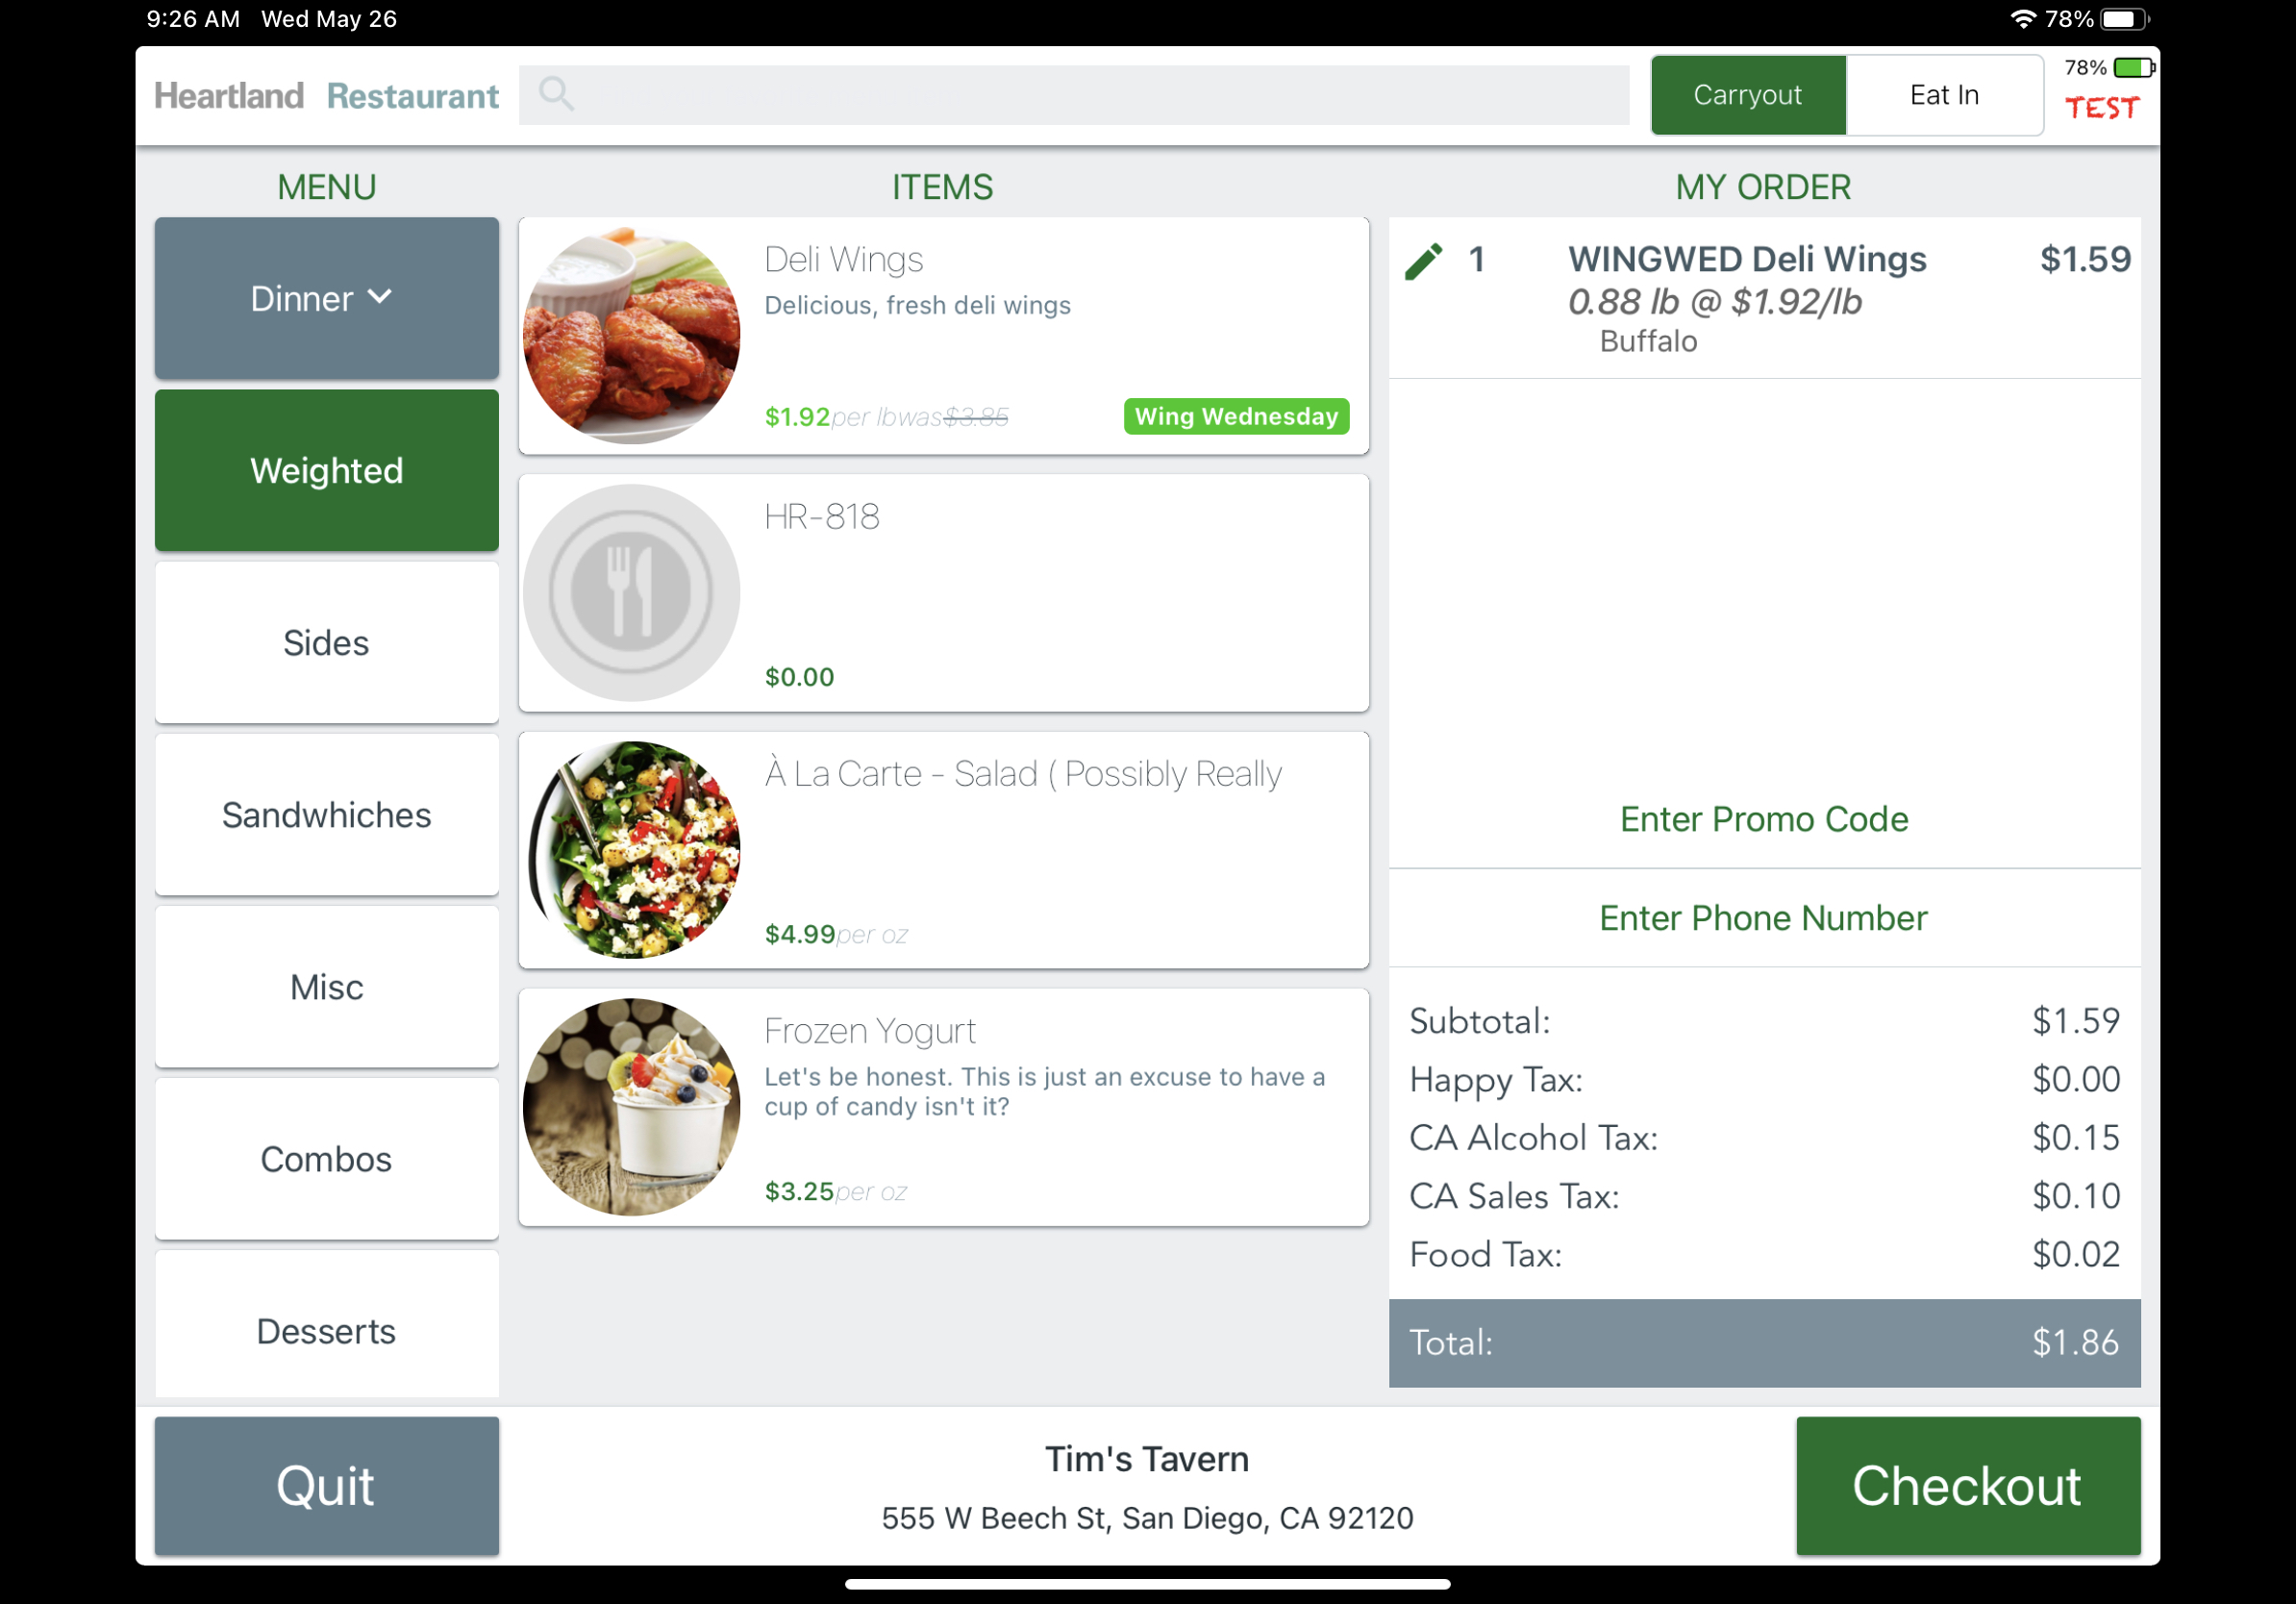 9:26 AM Wed May 26
78%
Heartland Restaurant
Carryout
Eat In
78%
TEST
MENU
Dinner
Weighted
Sides
Sandwhiches
Misc
Combos
Desserts
ITEMS
Deli Wings
Delicious, fresh deli wings
$1.92per lbwas$3.85
Wing Wednesday
HR-818
$0.00
À La Carte - Salad ( Possibly Really
$4.99per oz
Frozen Yogurt
Let's be honest. This is just an excuse to have a
cup of candy isn't it?
$3.25per oz
MY ORDER
1 WINGWED Deli Wings $1.59
0.88 lb @ $1.92/lb
Buffalo
Enter Promo Code
Enter Phone Number
Subtotal: $1.59
Happy Tax: $0.00
CA Alcohol Tax: $0.15
CA Sales Tax: $0.10
Food Tax: $0.02
Total: $1.86
Quit
Tim's Tavern
555 W Beech St, San Diego, CA 92120
Checkout